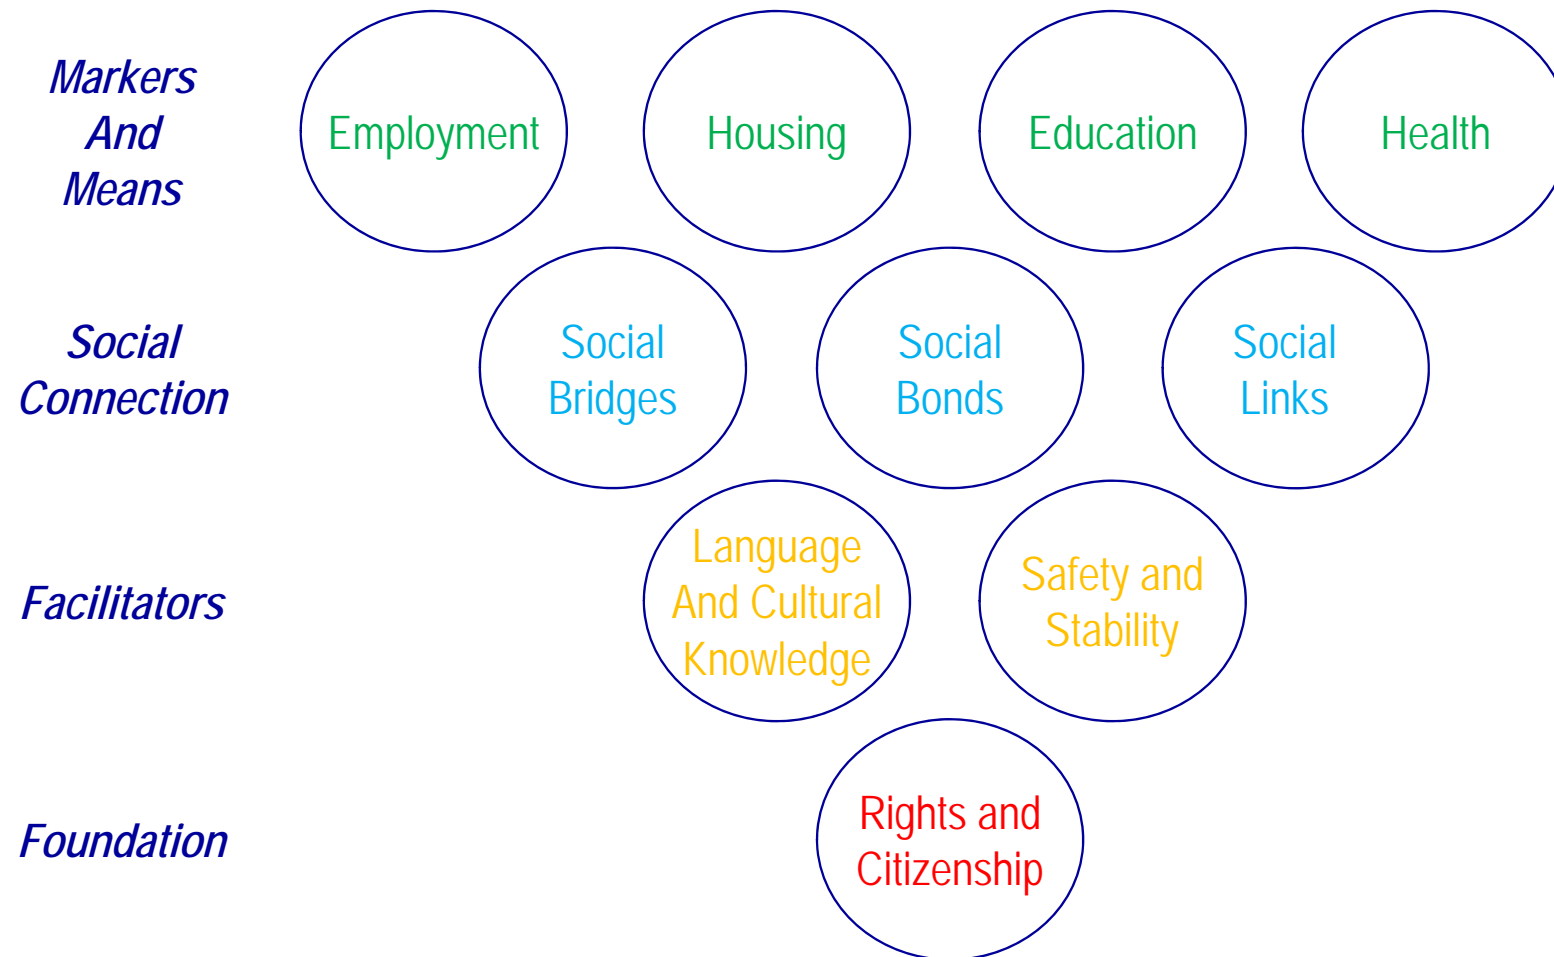 Markers
And
Means
Employment
Housing
Education
Health
Social
Connection
Social
Bridges
Social
Bonds
Social
Links
Facilitators
Language
And Cultural
Knowledge
Safety and
Stability
Foundation
Rights and
Citizenship